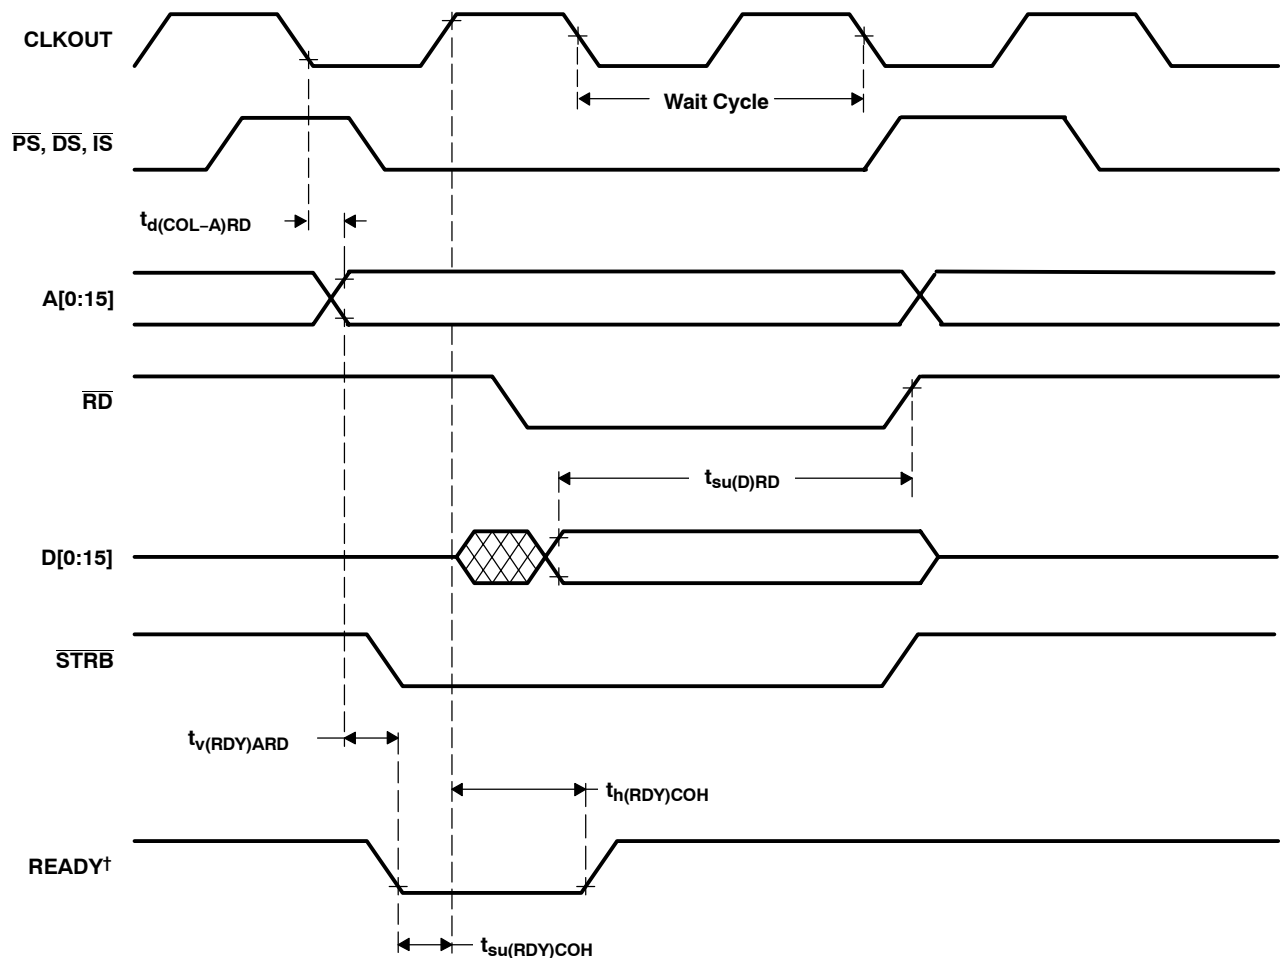 CLKOUT
Wait Cycle
PS, DS, IS
td(COL−A)RD
A[0:15]
RD
tsu(D)RD
D[0:15]
STRB
tv(RDY)ARD
th(RDY)COH
READY†
tsu(RDY)COH